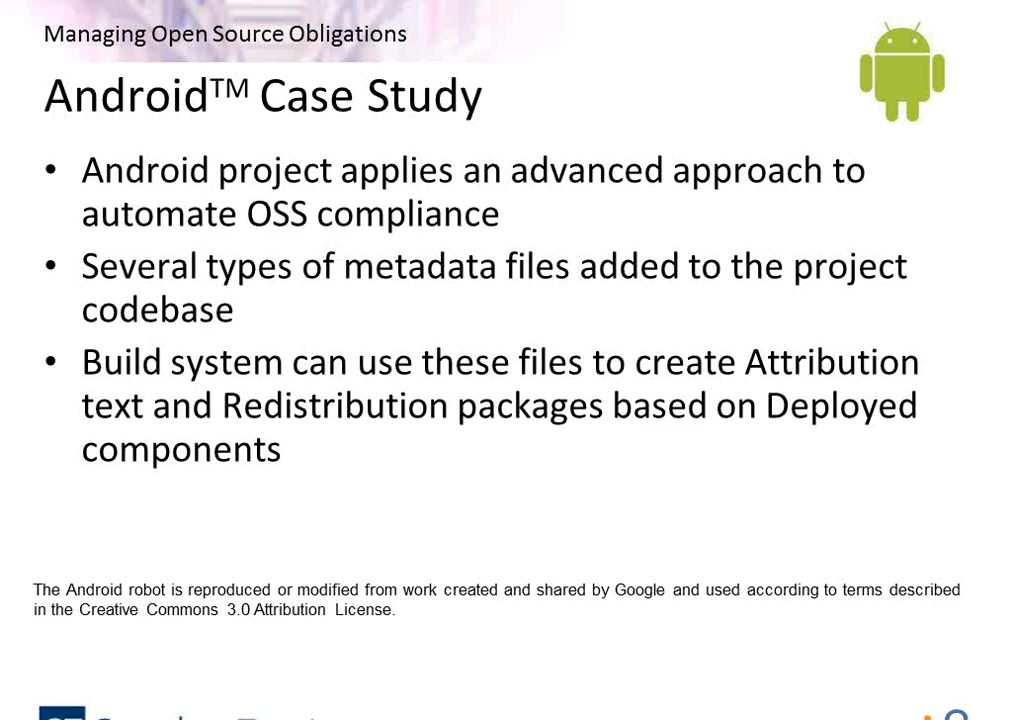 Managing Open Source Obligations
Android™ Case Study
• Android project applies an advanced approach to
automate OSS compliance
• Several types of metadata files added to the project
codebase
• Build system can use these files to create Attribution
text and Redistribution packages based on Deployed
components
The Android robot is reproduced or modified from work created and shared by Google and used according to terms described
in the Creative Commons 3.0 Attribution License.